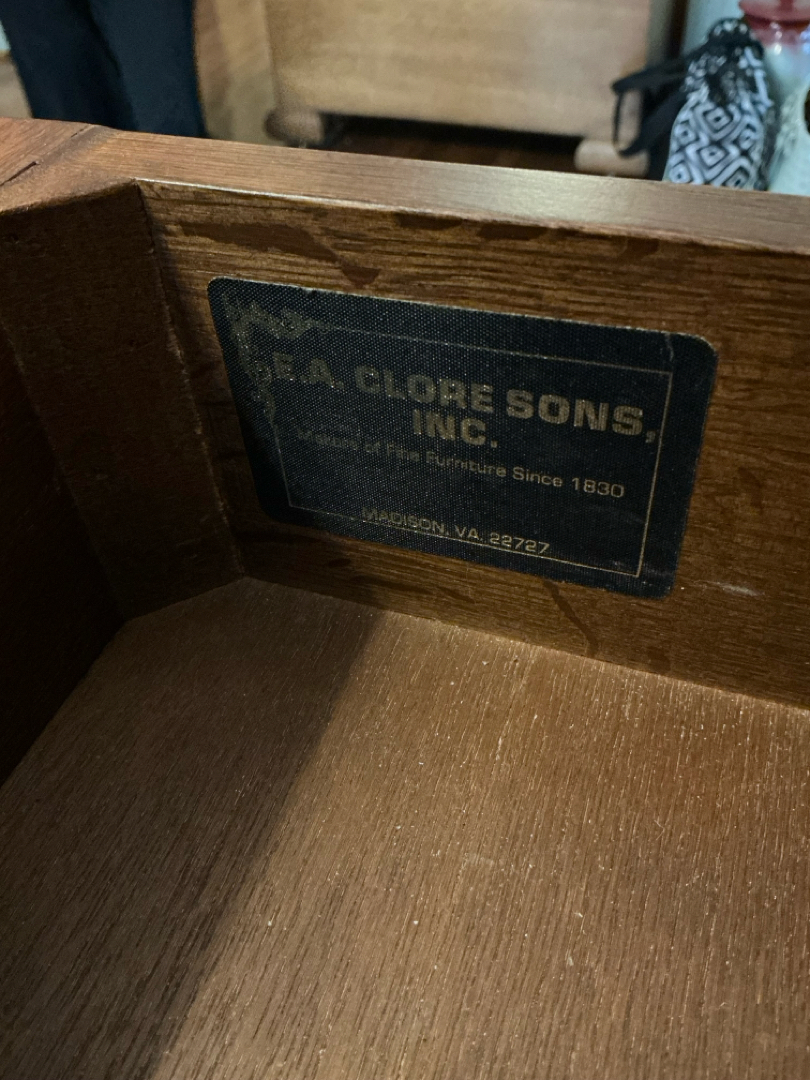 E.A. CLORE SONS,
INC.
Makers of Fine Furniture Since 1830
MADISON, VA. 22727